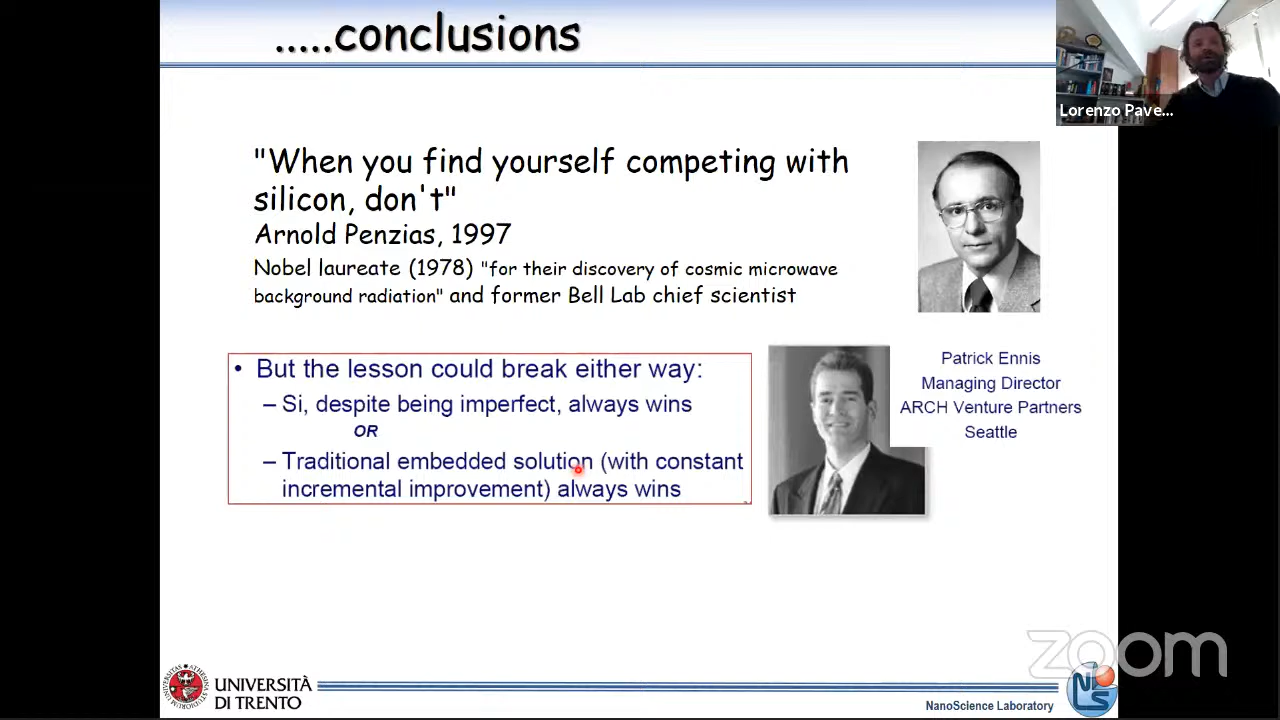 .....conclusions
Lorenzo Pave...
"When you find yourself competing with
silicon, don't"
Arnold Penzias, 1997
Nobel laureate (1978) "for their discovery of cosmic microwave
background radiation" and former Bell Lab chief scientist
• But the lesson could break either way:
– Si, despite being imperfect, always wins
OR
– Traditional embedded solution (with constant
incremental improvement) always wins
Patrick Ennis
Managing Director
ARCH Venture Partners
Seattle
zoom
UNIVERSITÀ
DI TRENTO
NanoScience Laboratory